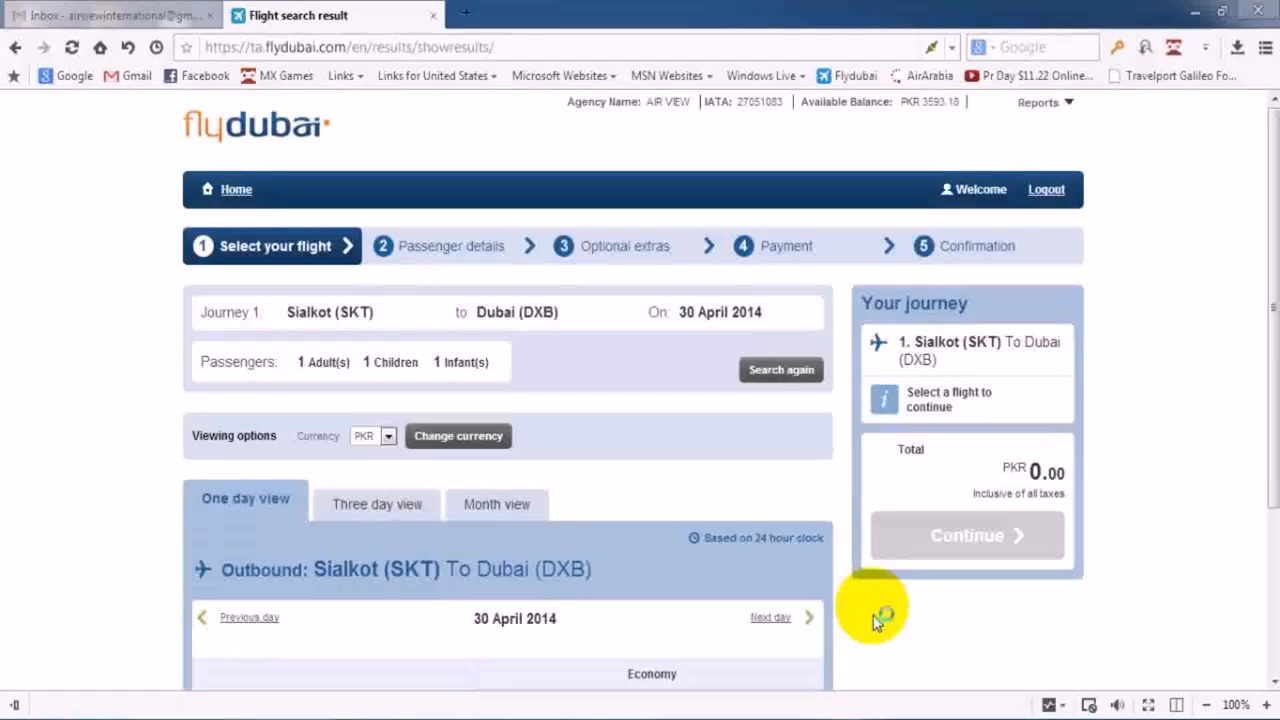 Inbox - airviewinternational@gm...
Flight search result
https://ta.flydubai.com/en/results/showresults/
Google
Google
Gmail
Facebook
MX Games
Links
Links for United States
Microsoft Websites
MSN Websites
Windows Live
Flydubai
AirArabia
Pr Day $11.22 Online...
Travelport Galileo Fo...
Agency Name: AIR VIEW | IATA: 27051083 | Available Balance: PKR 3593.18 |
Reports
flydubai
Home
Welcome
Logout
1 Select your flight
2 Passenger details
3 Optional extras
4 Payment
5 Confirmation
Journey 1: Sialkot (SKT) to: Dubai (DXB) On: 30 April 2014
Passengers: 1 Adult(s) 1 Children 1 Infant(s)
Search again
Viewing options Currency PKR Change currency
One day view
Three day view
Month view
Based on 24 hour clock
Outbound: Sialkot (SKT) To Dubai (DXB)
Previous day
30 April 2014
Next day
Economy
Your journey
1. Sialkot (SKT) To Dubai
(DXB)
i
Select a flight to
continue
Total
PKR 0.00
Inclusive of all taxes
Continue
100%